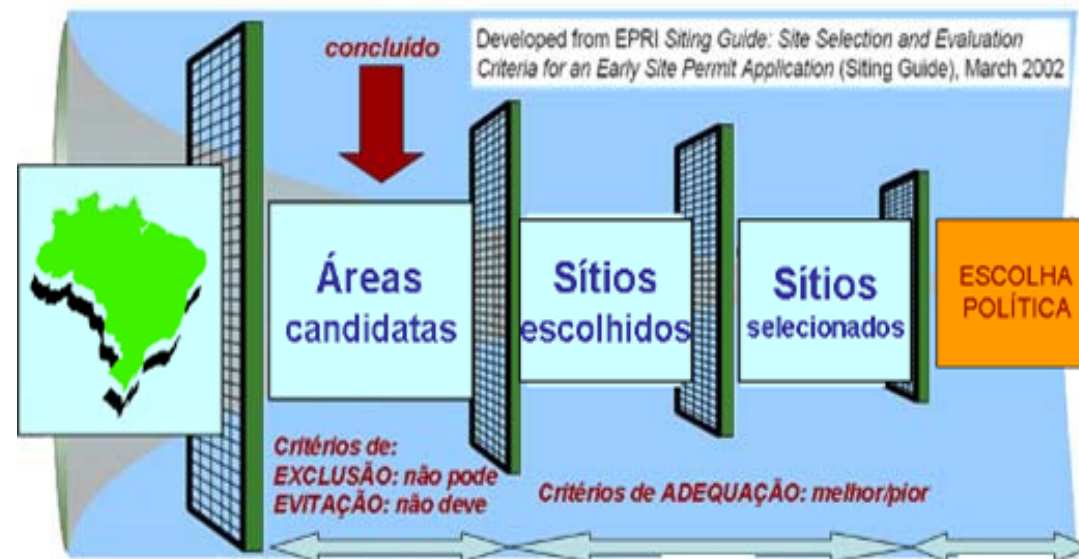 concluído
Developed from EPRI Siting Guide: Site Selection and Evaluation
Criteria for an Early Site Permit Application (Siting Guide), March 2002
Áreas
candidatas
Sítios
escolhidos
Sítios
selecionados
ESCOLHA
POLÍTICA
Critérios de:
EXCLUSÃO: não pode
EVITAÇÃO: não deve
Critérios de ADEQUAÇÃO: melhor/pior